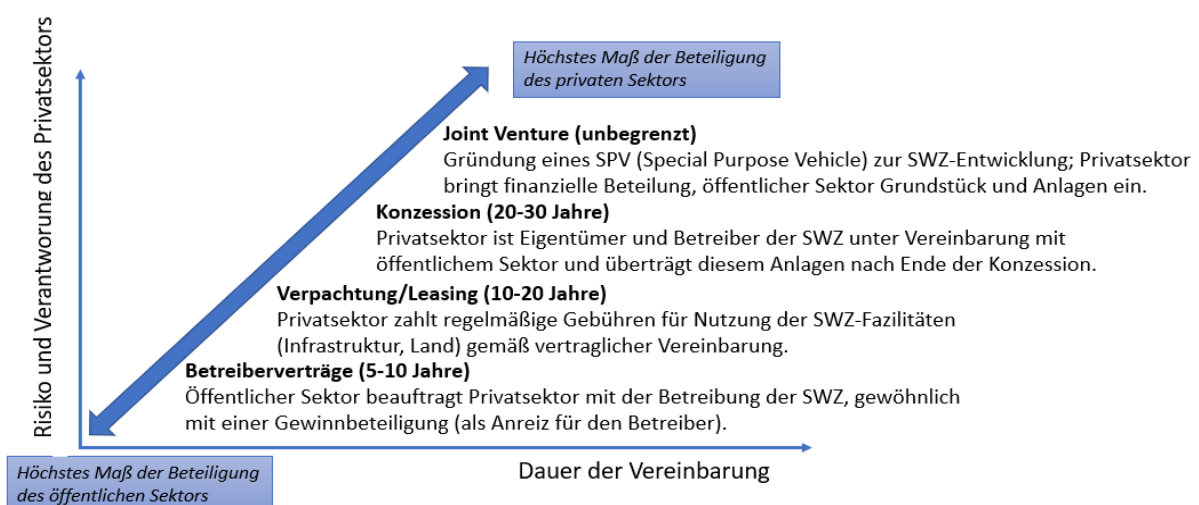 Risiko und Verantworung des Privatsektors
Höchstes Maß der Beteiligung
des privaten Sektors
Joint Venture (unbegrenzt)
Gründung eines SPV (Special Purpose Vehicle) zur SWZ-Entwicklung; Privatsektor
bringt finanzielle Beteilung, öffentlicher Sektor Grundstück und Anlagen ein.
Konzession (20-30 Jahre)
Privatsektor ist Eigentümer und Betreiber der SWZ unter Vereinbarung mit
öffentlichem Sektor und überträgt diesem Anlagen nach Ende der Konzession.
Verpachtung/Leasing (10-20 Jahre)
Privatsektor zahlt regelmäßige Gebühren für Nutzung der SWZ-Fazilitäten
(Infrastruktur, Land) gemäß vertraglicher Vereinbarung.
Betreiberverträge (5-10 Jahre)
Öffentlicher Sektor beauftragt Privatsektor mit der Betreibung der SWZ, gewöhnlich
mit einer Gewinnbeteiligung (als Anreiz für den Betreiber).
Höchstes Maß der Beteiligung
des öffentlichen Sektors
Dauer der Vereinbarung